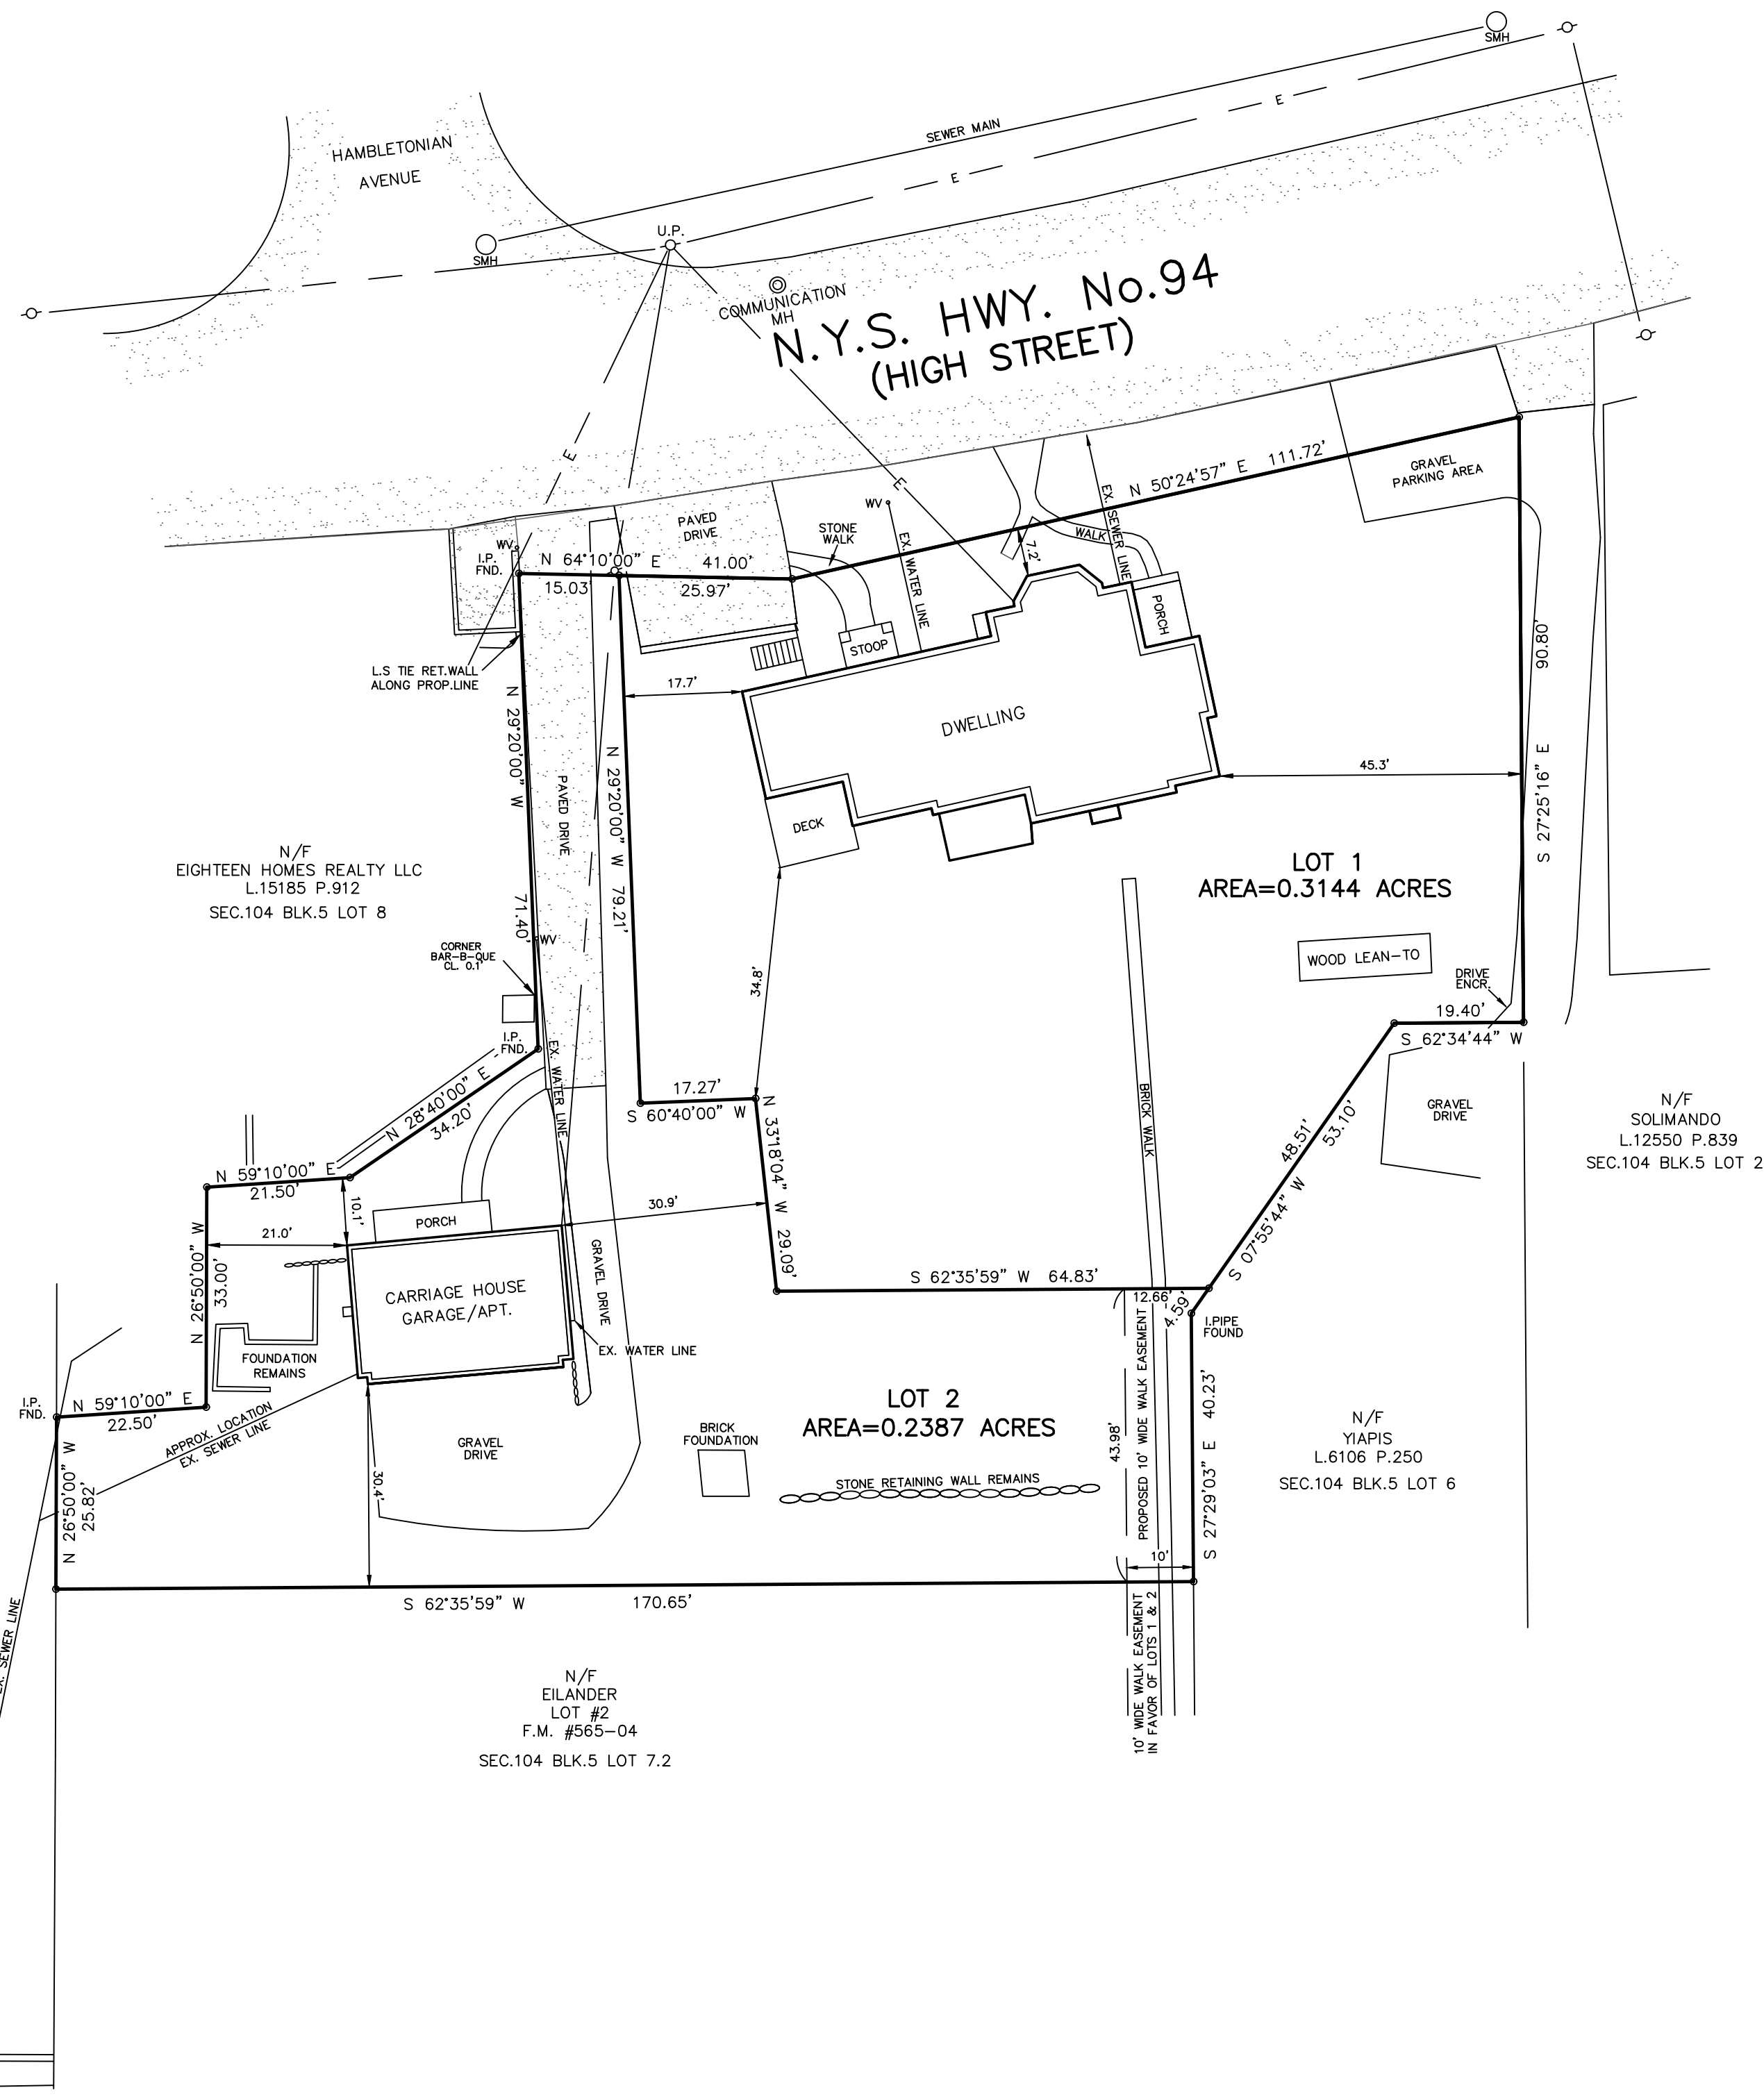 SMH
SEWER MAIN
E
E
HAMBLETONIAN
AVENUE
U.P.
SMH
COMMUNICATION
MH
N.Y.S. HWY. No.94
(HIGH STREET)
E
E
WV
I.P.
FND.
N 64°10'00" E 41.00'
15.03'
25.97'
PAVED
DRIVE
STONE
WALK
WV
EX. WATER LINE
N 50°24'57" E 111.72'
EX. SEWER LINE
WALK
7.2'
GRAVEL
PARKING AREA
STOOP
PORCH
L.S TIE RET.WALL
ALONG PROP.LINE
17.7'
DWELLING
DECK
45.3'
90.80'
S 27°25'16" E
N 29°20'00" W
71.40'
PAVED DRIVE
N 29°20'00" W 79.21'
N/F
EIGHTEEN HOMES REALTY LLC
L.15185 P.912
SEC.104 BLK.5 LOT 8
LOT 1
AREA=0.3144 ACRES
WV
CORNER
BAR-B-QUE
CL. 0.1'
34.8'
WOOD LEAN-TO
DRIVE
ENCR.
19.40'
S 62°34'44" W
I.P.
FND.
EX. WATER LINE
N 28°40'00" E
34.20'
17.27'
S 60°40'00" W
N 33°18'04" W 29.09'
BRICK WALK
48.51'
53.10'
S 07°55'44" W
GRAVEL
DRIVE
N/F
SOLIMANDO
L.12550 P.839
SEC.104 BLK.5 LOT 2
N 59°10'00" E
21.50'
10.1'
PORCH
30.9'
21.0'
N 26°50'00" W
33.00'
CARRIAGE HOUSE
GARAGE/APT.
GRAVEL DRIVE
EX. WATER LINE
S 62°35'59" W 64.83'
12.66'
4.59'
I.PIPE
FOUND
FOUNDATION
REMAINS
I.P.
FND.
N 59°10'00" E
22.50'
APPROX. LOCATION
EX. SEWER LINE
N 26°50'00" W
25.82'
GRAVEL
DRIVE
30.4'
BRICK
FOUNDATION
LOT 2
AREA=0.2387 ACRES
STONE RETAINING WALL REMAINS
43.98'
PROPOSED 10' WIDE WALK EASEMENT
10'
S 27°29'03" E 40.23'
N/F
YIAPIS
L.6106 P.250
SEC.104 BLK.5 LOT 6
S 62°35'59" W 170.65'
10' WIDE WALK EASEMENT
IN FAVOR OF LOTS 1 & 2
EX. SEWER LINE
N/F
EILANDER
LOT #2
F.M. #565-04
SEC.104 BLK.5 LOT 7.2